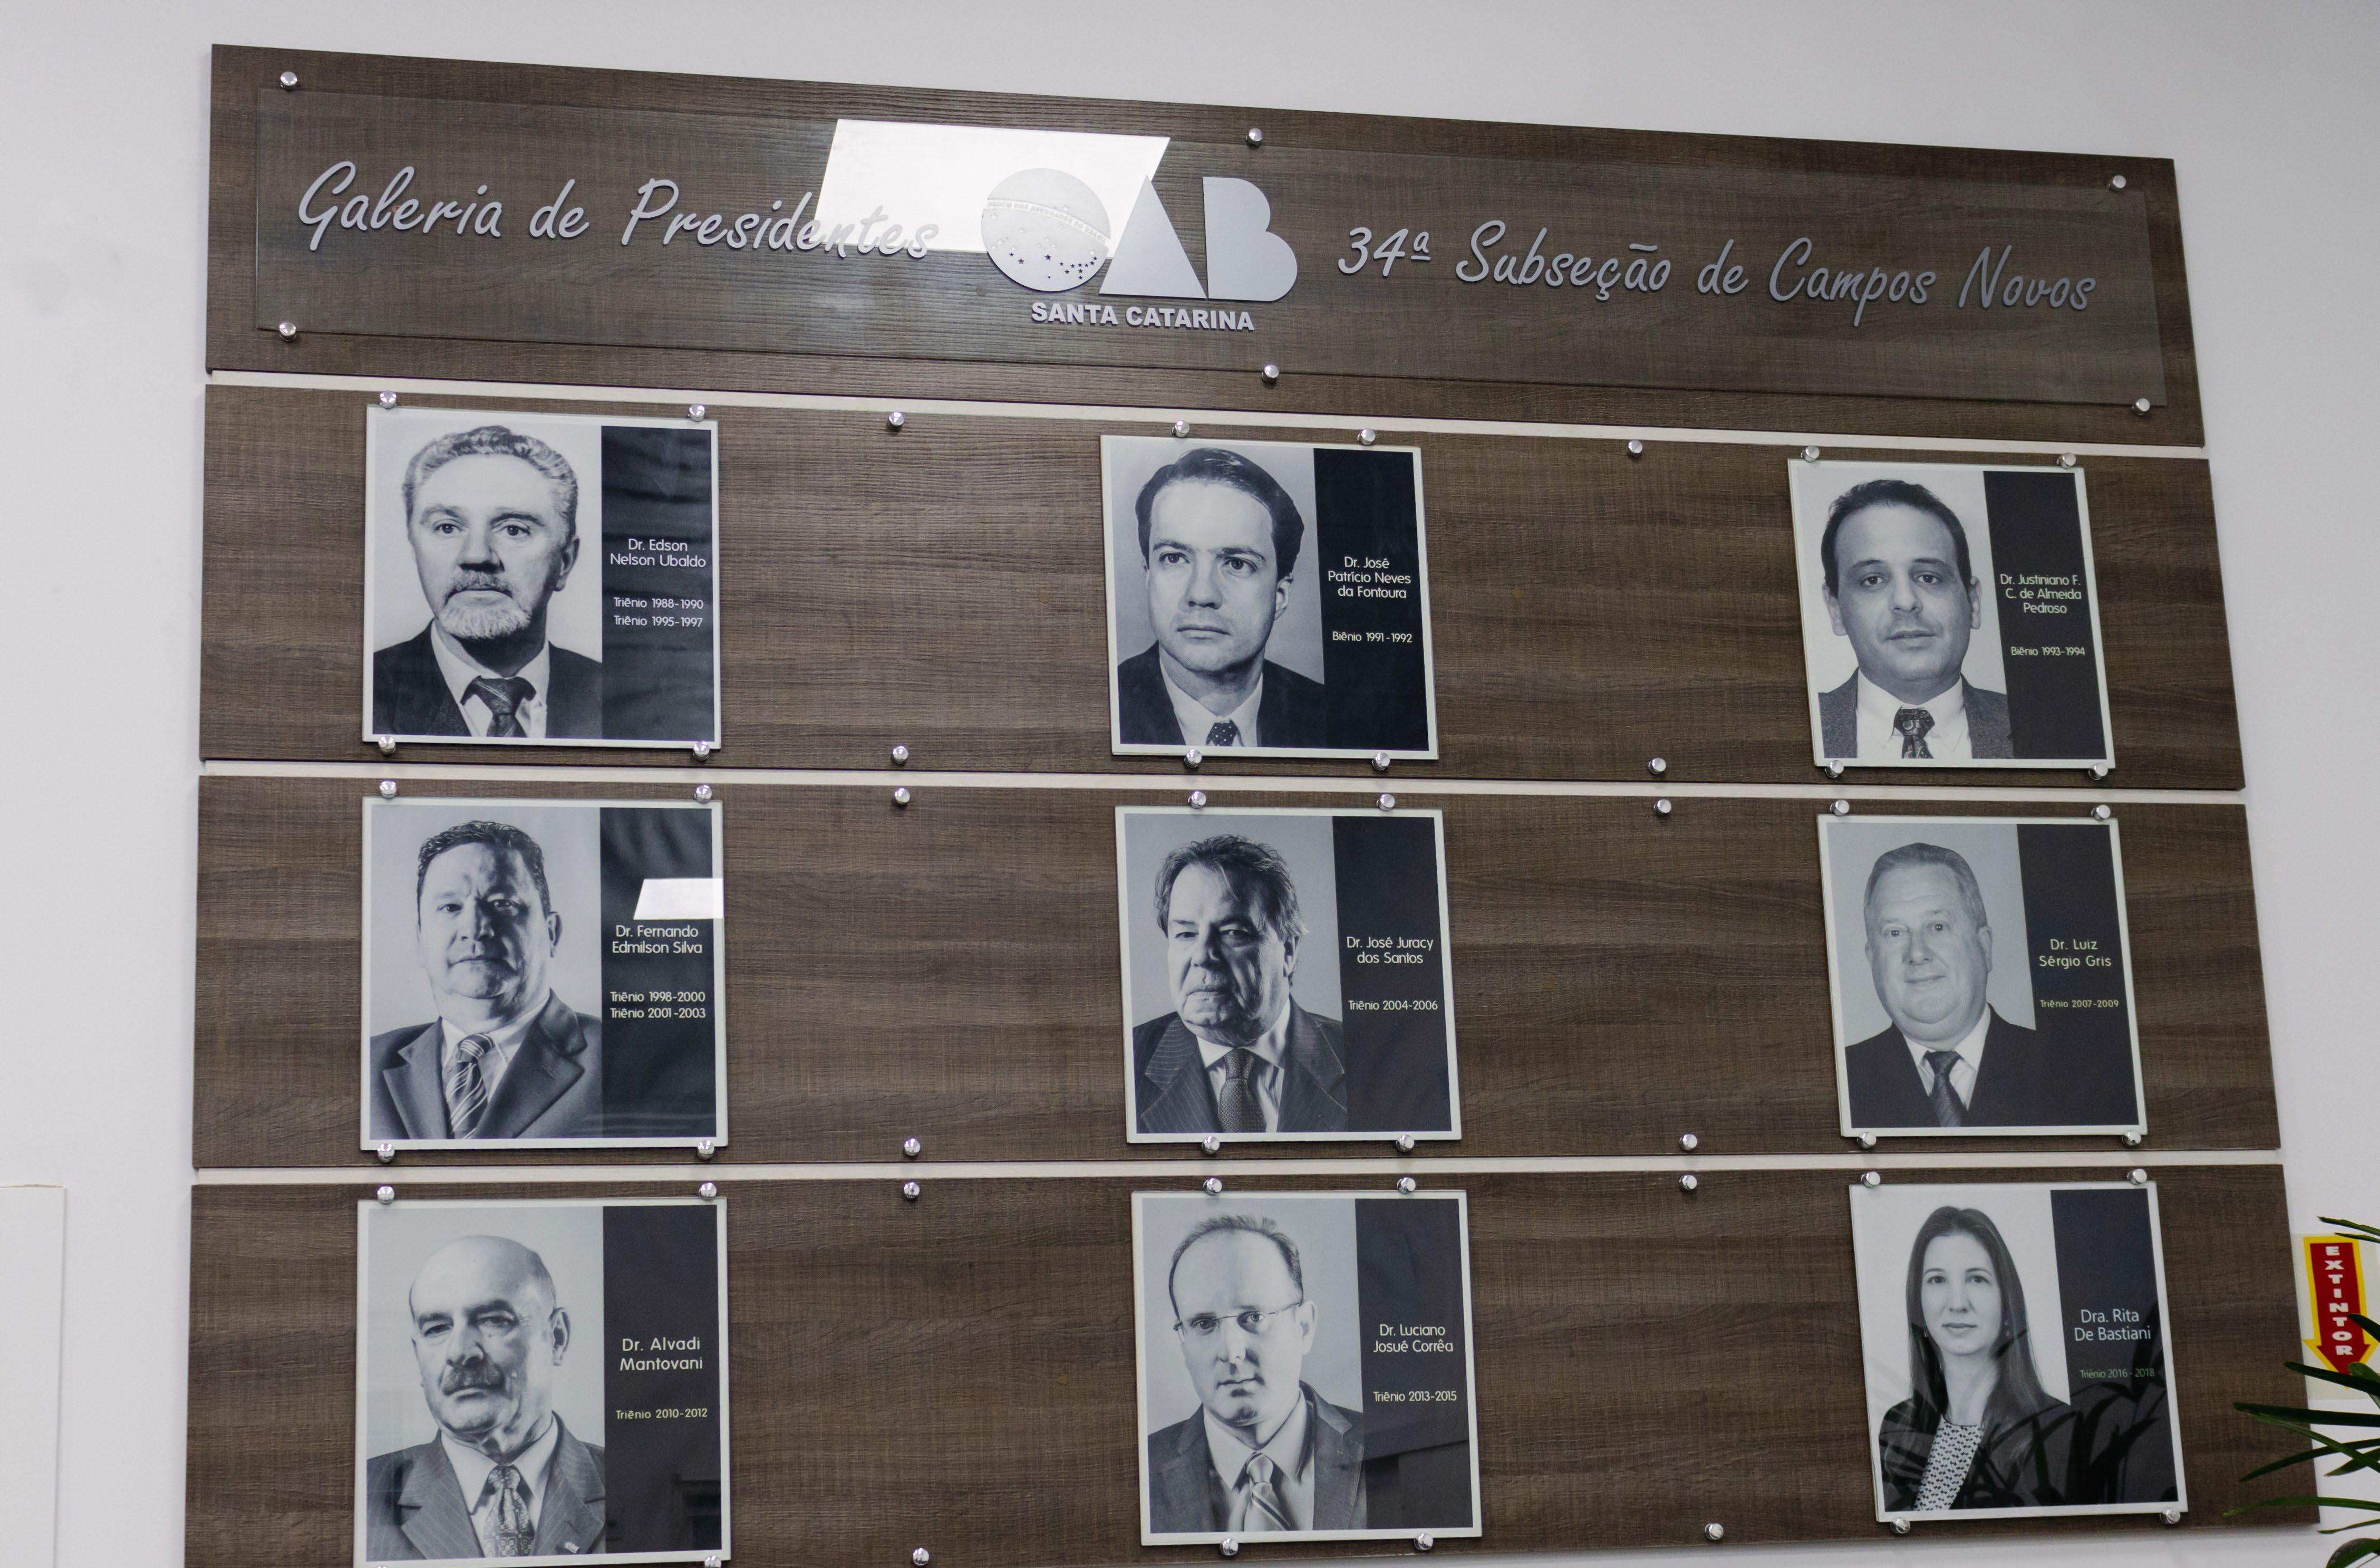 Galeria de Presidentes
OAB
SANTA CATARINA
34ª Subseção de Campos Novos
Dr. Edson
Nelson Ubaldo
Triênio 1988-1990
Triênio 1995-1997
Dr. José
Patrício Neves
da Fontoura
Biênio 1991-1992
Dr. Justiniano F.
C. de Almeida
Pedroso
Biênio 1993-1994
Dr. Fernando
Edmilson Silva
Triênio 1998-2000
Triênio 2001-2003
Dr. José Juracy
dos Santos
Triênio 2004-2006
Dr. Luiz
Sérgio Gris
Triênio 2007-2009
Dr. Alvadi
Mantovani
Triênio 2010-2012
Dr. Luciano
Josué Corrêa
Triênio 2013-2015
Dra. Rita
De Bastiani
Triênio 2016-2018
EXTINTOR